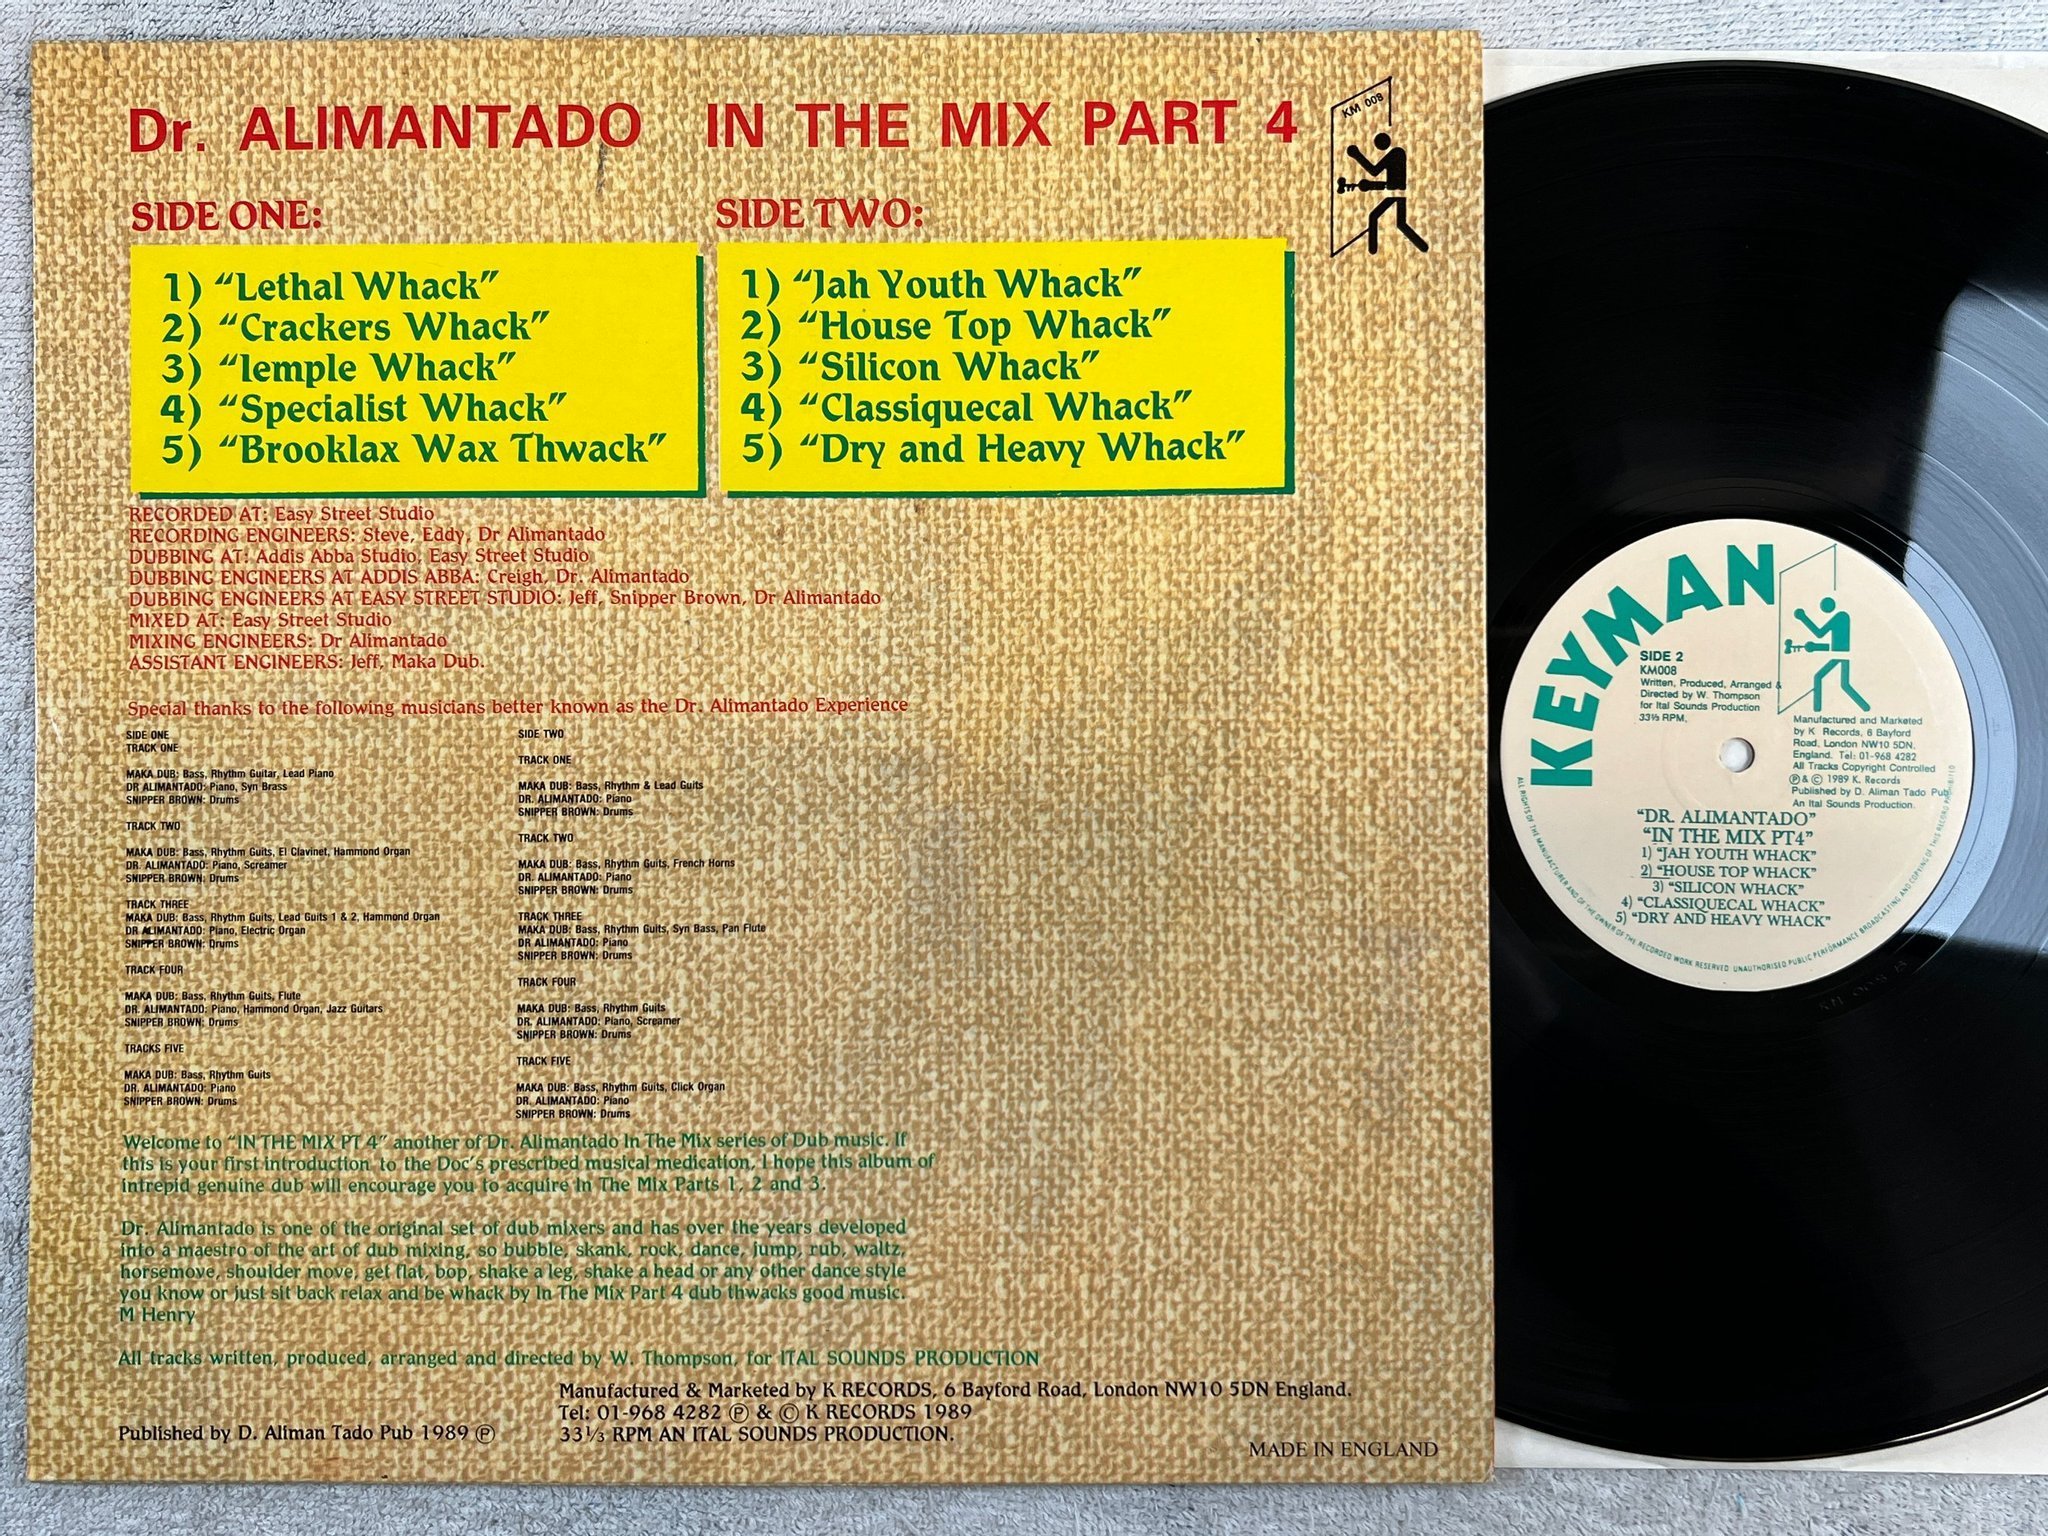 Dr. ALIMANTADO IN THE MIX PART 4
KM 008
SIDE ONE:
1) “Lethal Whack”
2) “Crackers Whack”
3) “Iemple Whack”
4) “Specialist Whack”
5) “Brooklax Wax Thwack”
SIDE TWO:
1) “Jah Youth Whack”
2) “House Top Whack”
3) “Silicon Whack”
4) “Classiquecal Whack”
5) “Dry and Heavy Whack”
RECORDED AT: Easy Street Studio
RECORDING ENGINEERS: Steve, Eddy, Dr Alimantado
DUBBING AT: Addis Abba Studio, Easy Street Studio
DUBBING ENGINEERS AT ADDIS ABBA: Creigh, Dr. Alimantado
DUBBING ENGINEERS AT EASY STREET STUDIO: Jeff, Snipper Brown, Dr Alimantado
MIXED AT: Easy Street Studio
MIXING ENGINEERS: Dr Alimantado
ASSISTANT ENGINEERS: Jeff, Maka Dub.
Special thanks to the following musicians better known as the Dr. Alimantado Experience
SIDE ONE
TRACK ONE
MAKA DUB: Bass, Rhythm Guitar, Lead Piano
DR ALIMANTADO: Piano, Syn Brass
SNIPPER BROWN: Drums
TRACK TWO
MAKA DUB: Bass, Rhythm Guits, El Clavinet, Hammond Organ
DR. ALIMANTADO: Piano, Screamer
SNIPPER BROWN: Drums
TRACK THREE
MAKA DUB: Bass, Rhythm Guits, Lead Guits 1 & 2, Hammond Organ
DR ALIMANTADO: Piano, Electric Organ
SNIPPER BROWN: Drums
TRACK FOUR
MAKA DUB: Bass, Rhythm Guits, Flute
DR. ALIMANTADO: Piano, Hammond Organ, Jazz Guitars
SNIPPER BROWN: Drums
TRACKS FIVE
MAKA DUB: Bass, Rhythm Guits
DR. ALIMANTADO: Piano
SNIPPER BROWN: Drums
SIDE TWO
TRACK ONE
MAKA DUB: Bass, Rhythm & Lead Guits
DR. ALIMANTADO: Piano
SNIPPER BROWN: Drums
TRACK TWO
MAKA DUB: Bass, Rhythm Guits, French Horns
DR. ALIMANTADO: Piano
SNIPPER BROWN: Drums
TRACK THREE
MAKA DUB: Bass, Rhythm Guits, Syn Bass, Pan Flute
DR ALIMANTADO: Piano
SNIPPER BROWN: Drums
TRACK FOUR
MAKA DUB: Bass, Rhythm Guits
DR. ALIMANTADO: Piano, Screamer
SNIPPER BROWN: Drums
TRACK FIVE
MAKA DUB: Bass, Rhythm Guits, Click Organ
DR. ALIMANTADO: Piano
SNIPPER BROWN: Drums
Welcome to “IN THE MIX PT 4” another of Dr. Alimantado In The Mix series of Dub music. If
this is your first introduction to the Doc's prescribed musical medication, I hope this album of
intrepid genuine dub will encourage you to acquire In The Mix Parts 1, 2 and 3.
Dr. Alimantado is one of the original set of dub mixers and has over the years developed
into a maestro of the art of dub mixing, so bubble, skank, rock, dance, jump, rub, waltz,
horsemove, shoulder move, get flat, bop, shake a leg, shake a head or any other dance style
you know or just sit back relax and be whack by In The Mix Part 4 dub thwacks good music.
M Henry
All tracks written, produced, arranged and directed by W. Thompson, for ITAL SOUNDS PRODUCTION
Manufactured & Marketed by K RECORDS, 6 Bayford Road, London NW10 5DN England.
Tel: 01-968 4282 Ⓟ & © K RECORDS 1989
33⅓ RPM AN ITAL SOUNDS PRODUCTION.
Published by D. Aliman Tado Pub 1989 Ⓟ
MADE IN ENGLAND
KEYMAN
SIDE 2
KM008
Written, Produced, Arranged &
Directed by W. Thompson
for Ital Sounds Production
33⅓ RPM.
Manufactured and Marketed
by K Records, 6 Bayford
Road, London NW10 5DN.
England. Tel: 01-968 4282
All Tracks Copyright Controlled
Ⓟ & © 1989 K. Records
Published by D. Aliman Tado Pub.
An Ital Sounds Production.
“DR. ALIMANTADO”
“IN THE MIX PT4”
1) “JAH YOUTH WHACK”
2) “HOUSE TOP WHACK”
3) “SILICON WHACK”
4) “CLASSIQUECAL WHACK”
5) “DRY AND HEAVY WHACK”
ALL RIGHTS OF THE MANUFACTURER AND OF THE OWNER OF THE RECORDED WORK RESERVED. UNAUTHORISED PUBLIC PERFORMANCE BROADCASTING AND COPYING OF THIS RECORD PROHIBITED
KM 008 B